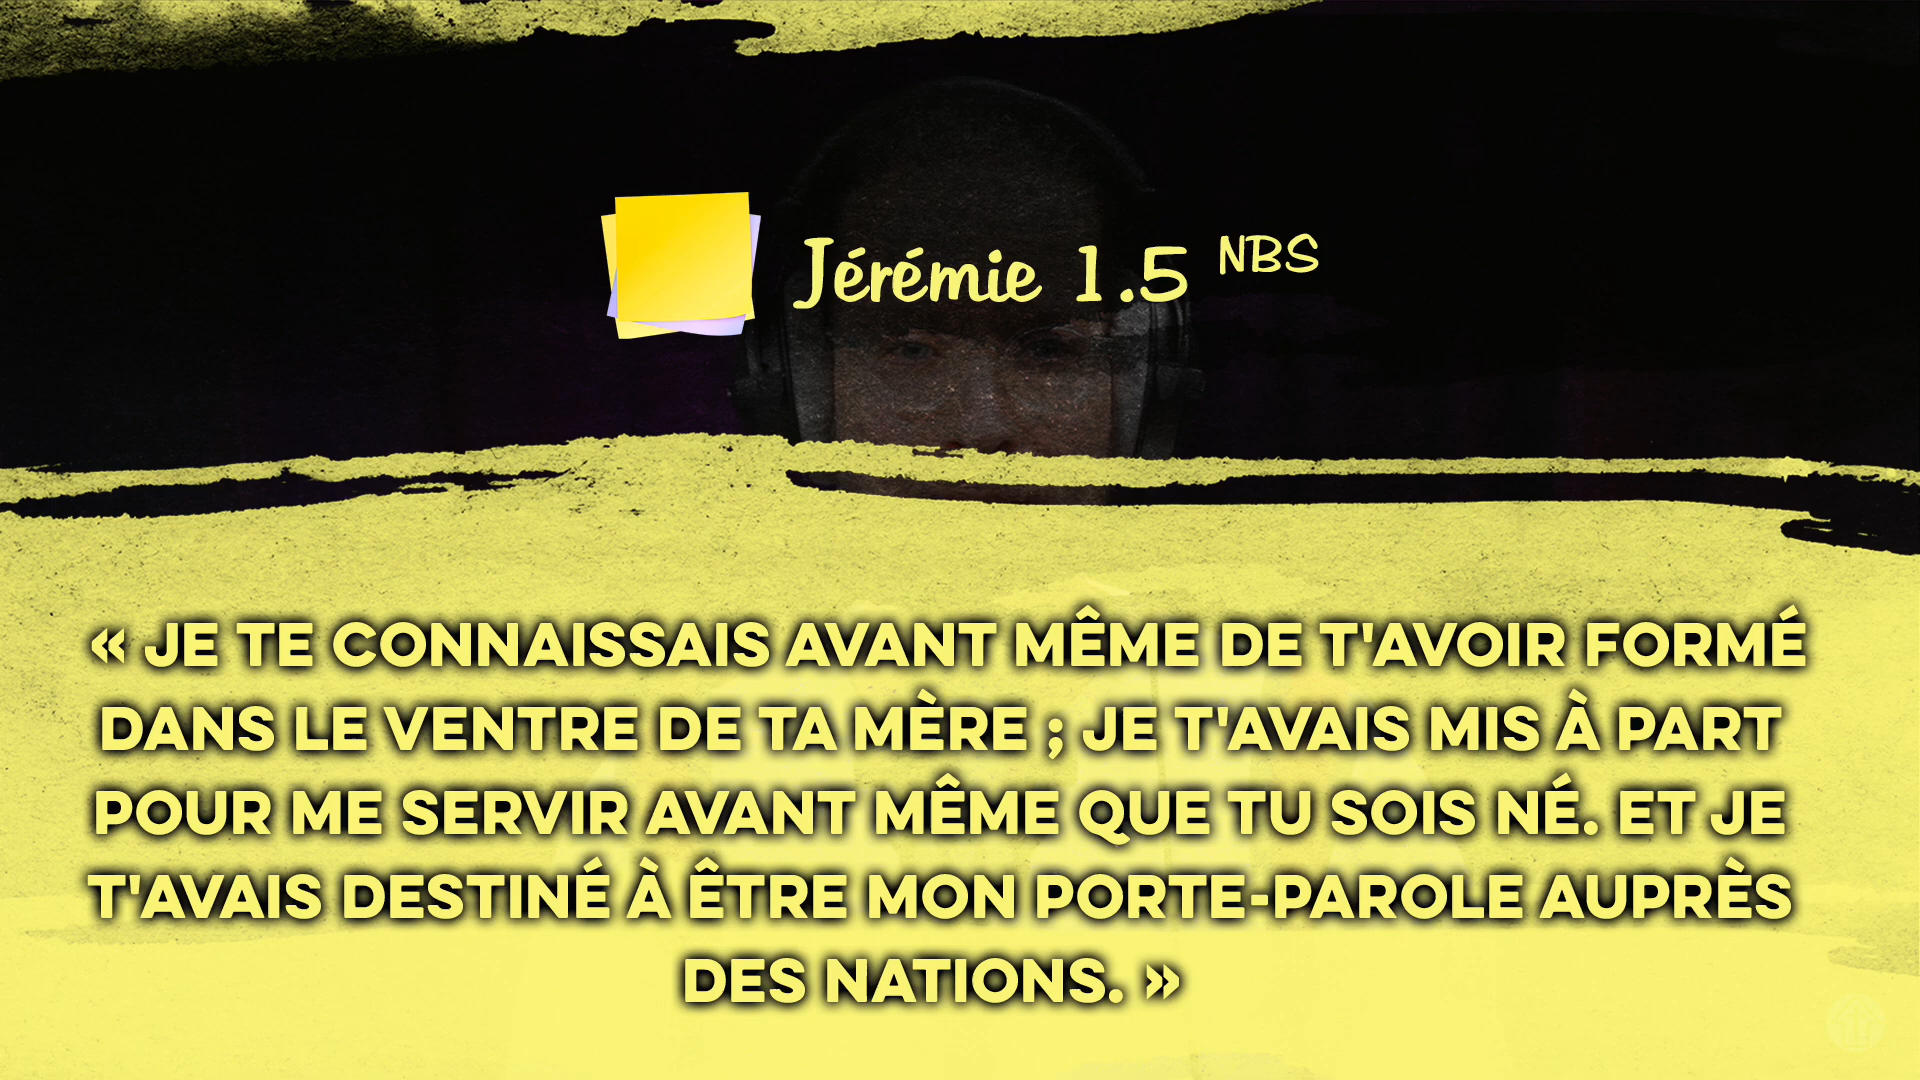 Jérémie 1.5 NBS
« JE TE CONNAISSAIS AVANT MÊME DE T'AVOIR FORMÉ
DANS LE VENTRE DE TA MÈRE ; JE T'AVAIS MIS À PART
POUR ME SERVIR AVANT MÊME QUE TU SOIS NÉ. ET JE
T'AVAIS DESTINÉ À ÊTRE MON PORTE-PAROLE AUPRÈS
DES NATIONS. »